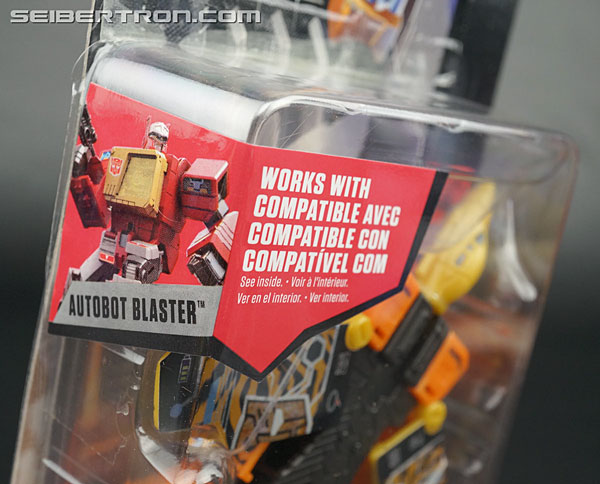 SEIBERTRON.COM
WORKS WITH
COMPATIBLE AVEC
COMPATIBLE CON
COMPATÍVEL COM
See inside. • Voir à l'intérieur.
Ver en el interior. • Ver interior.
AUTOBOT BLASTER™